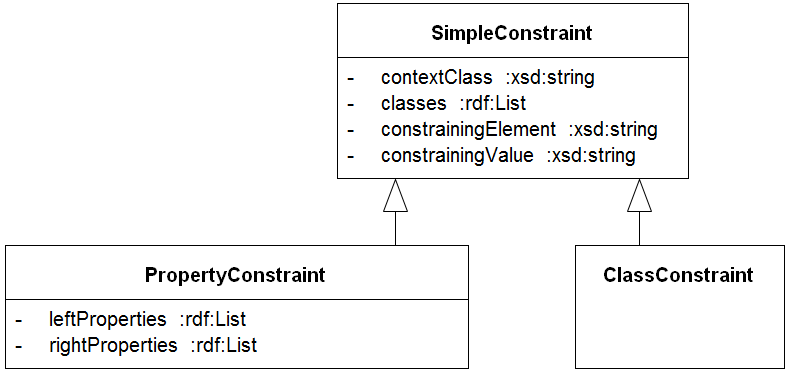 SimpleConstraint
- contextClass :xsd:string
- classes :rdf:List
- constrainingElement :xsd:string
- constrainingValue :xsd:string
PropertyConstraint
- leftProperties :rdf:List
- rightProperties :rdf:List
ClassConstraint